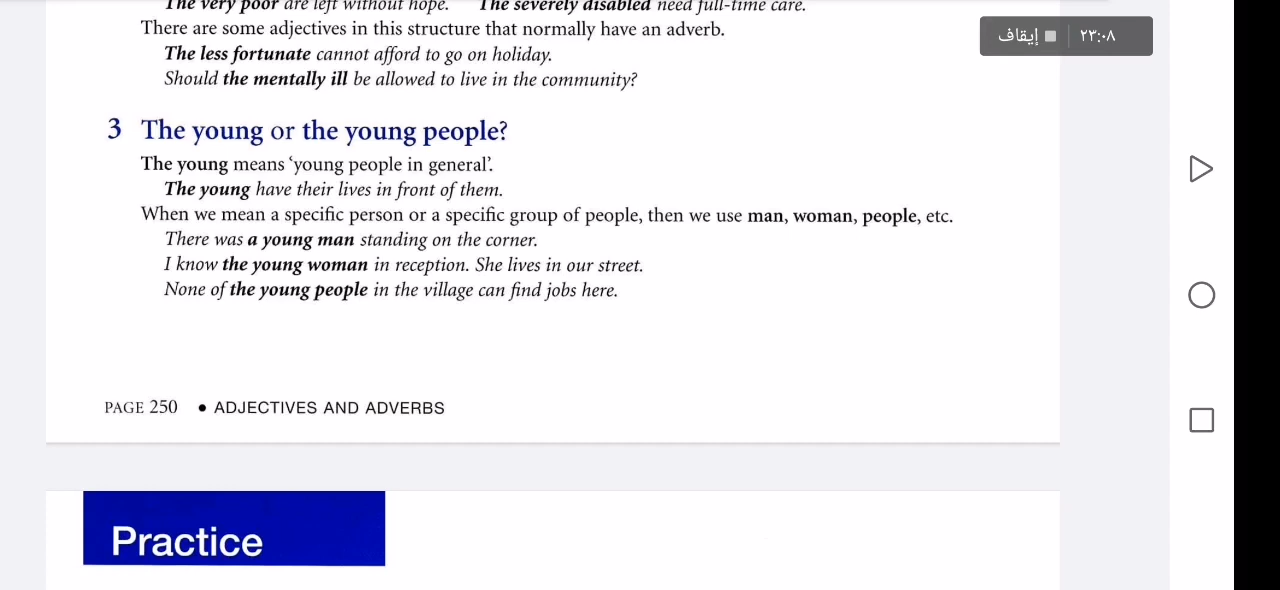 The very poor are left without hope. The severely disabled need full-time care.
There are some adjectives in this structure that normally have an adverb.
The less fortunate cannot afford to go on holiday.
Should the mentally ill be allowed to live in the community?
إيقاف ٢٣:٠٨
3 The young or the young people?
The young means ‘young people in general’.
The young have their lives in front of them.
When we mean a specific person or a specific group of people, then we use man, woman, people, etc.
There was a young man standing on the corner.
I know the young woman in reception. She lives in our street.
None of the young people in the village can find jobs here.
PAGE 250 • ADJECTIVES AND ADVERBS
Practice